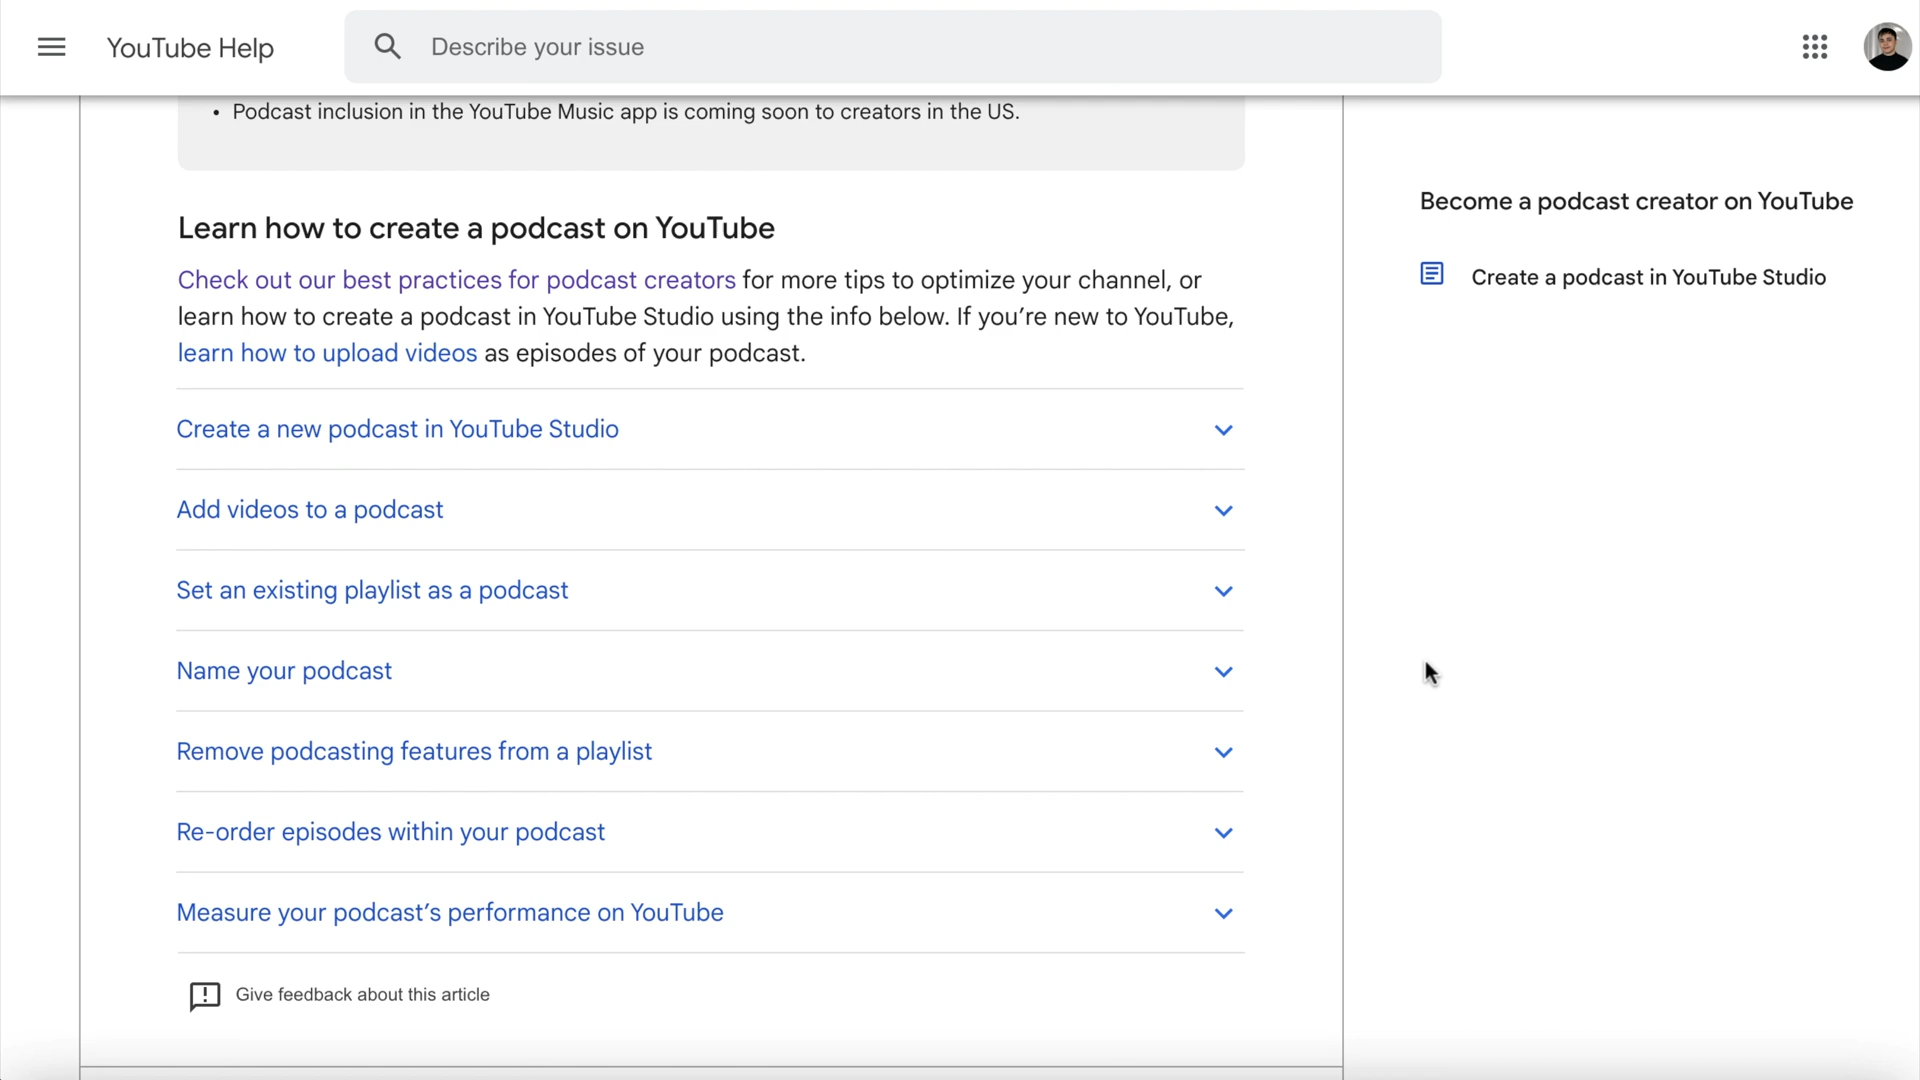 YouTube Help
Describe your issue
• Podcast inclusion in the YouTube Music app is coming soon to creators in the US.
Learn how to create a podcast on YouTube
Check out our best practices for podcast creators for more tips to optimize your channel, or
learn how to create a podcast in YouTube Studio using the info below. If you’re new to YouTube,
learn how to upload videos as episodes of your podcast.
Create a new podcast in YouTube Studio
Add videos to a podcast
Set an existing playlist as a podcast
Name your podcast
Remove podcasting features from a playlist
Re-order episodes within your podcast
Measure your podcast’s performance on YouTube
Give feedback about this article
Become a podcast creator on YouTube
Create a podcast in YouTube Studio